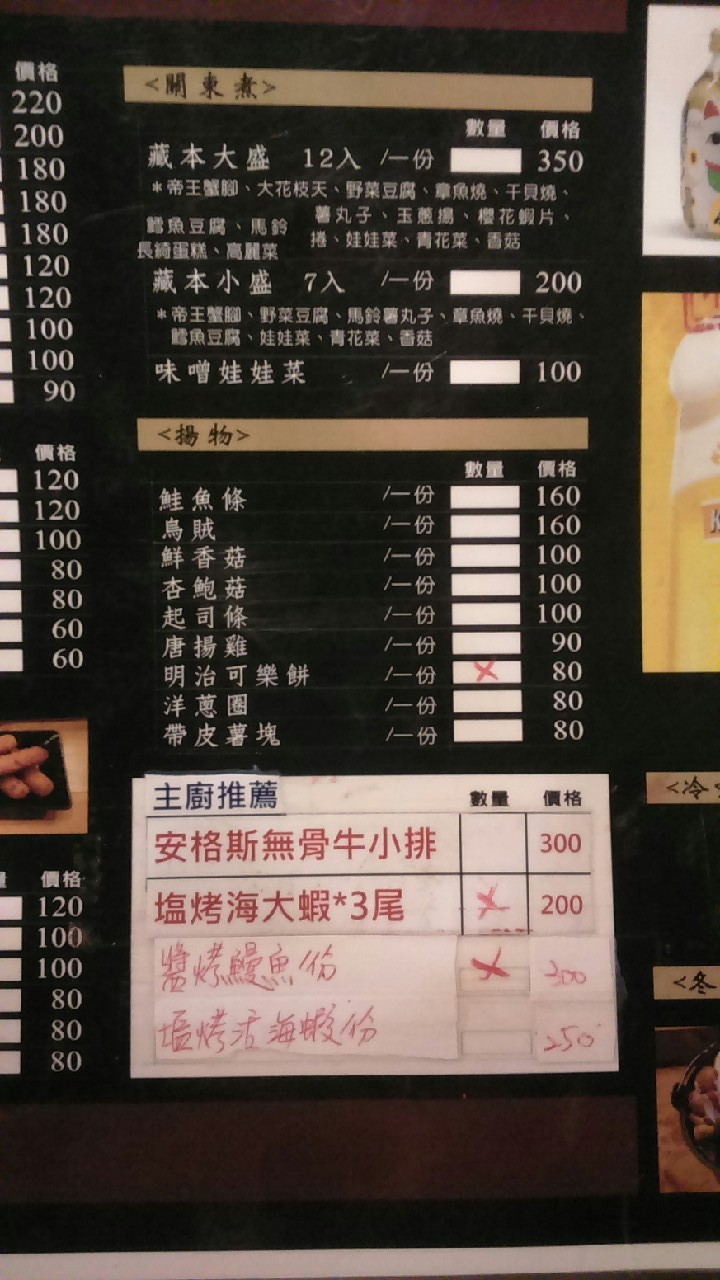 價格
220
200
180
180
180
120
120
100
100
90
價格
120
120
100
80
80
60
60
價格
120
100
100
80
80
80
<關東煮>
數量 價格
藏本大盛 12入 /一份 350
*帝王蟹腳、大花枝天、野菜豆腐、章魚燒、干貝燒、
鱈魚豆腐、馬鈴薯丸子、玉蔥揚、櫻花蝦片、
長綺蛋糕、高麗菜捲、娃娃菜、青花菜、香菇
藏本小盛 7入 /一份 200
*帝王蟹腳、野菜豆腐、馬鈴薯丸子、章魚燒、干貝燒、
鱈魚豆腐、娃娃菜、青花菜、香菇
味噌娃娃菜 /一份 100
<揚物>
數量 價格
鮭魚條 /一份 160
烏賊 /一份 160
鮮香菇 /一份 100
杏鮑菇 /一份 100
起司條 /一份 100
唐揚雞 /一份 90
明治可樂餅 /一份 X 80
洋蔥圈 /一份 80
帶皮薯塊 /一份 80
主廚推薦 數量 價格
安格斯無骨牛小排 300
塩烤海大蝦*3尾 X 200
醬烤鰻魚份 X 300
塩烤活海蝦份 250
<冷
<冬